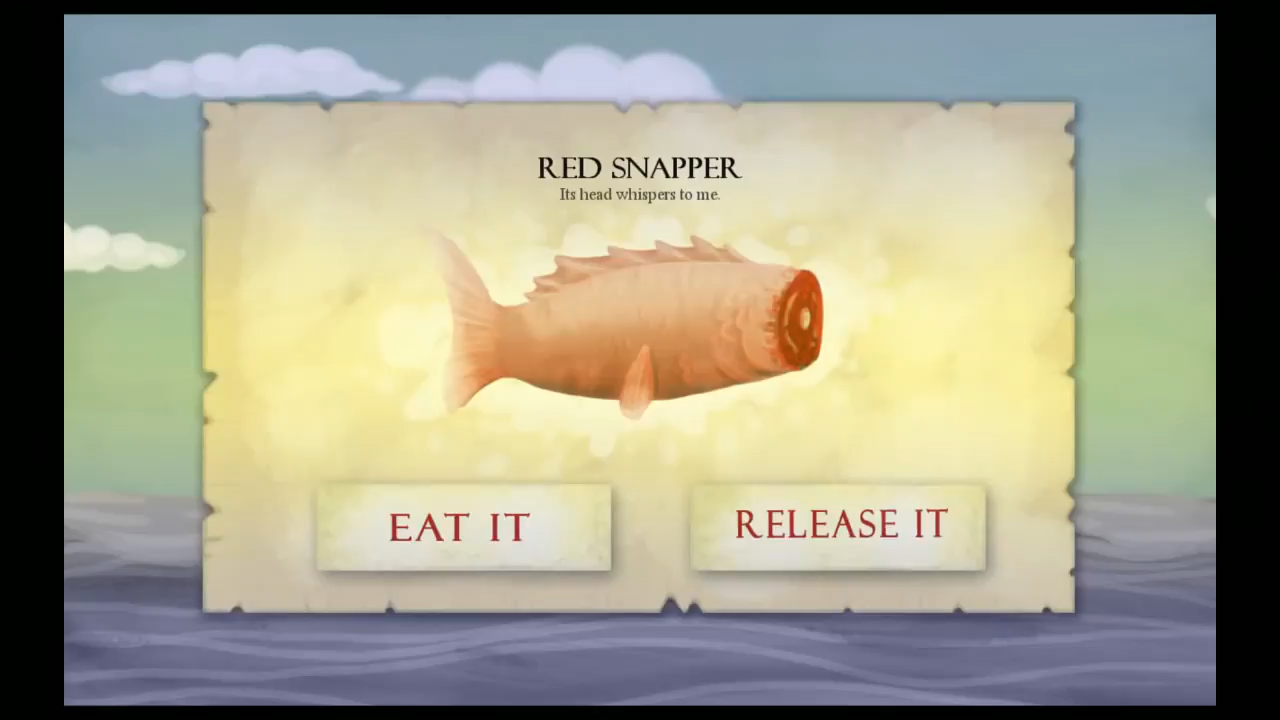 RED SNAPPER
Its head whispers to me.
EAT IT
RELEASE IT